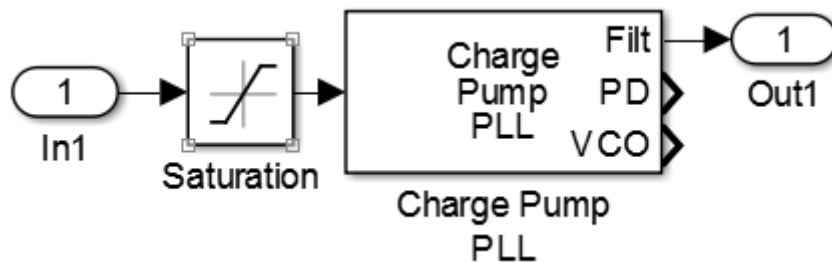 1
In1
Saturation
Charge
Pump
PLL
Filt
PD
VCO
Charge Pump
PLL
1
Out1